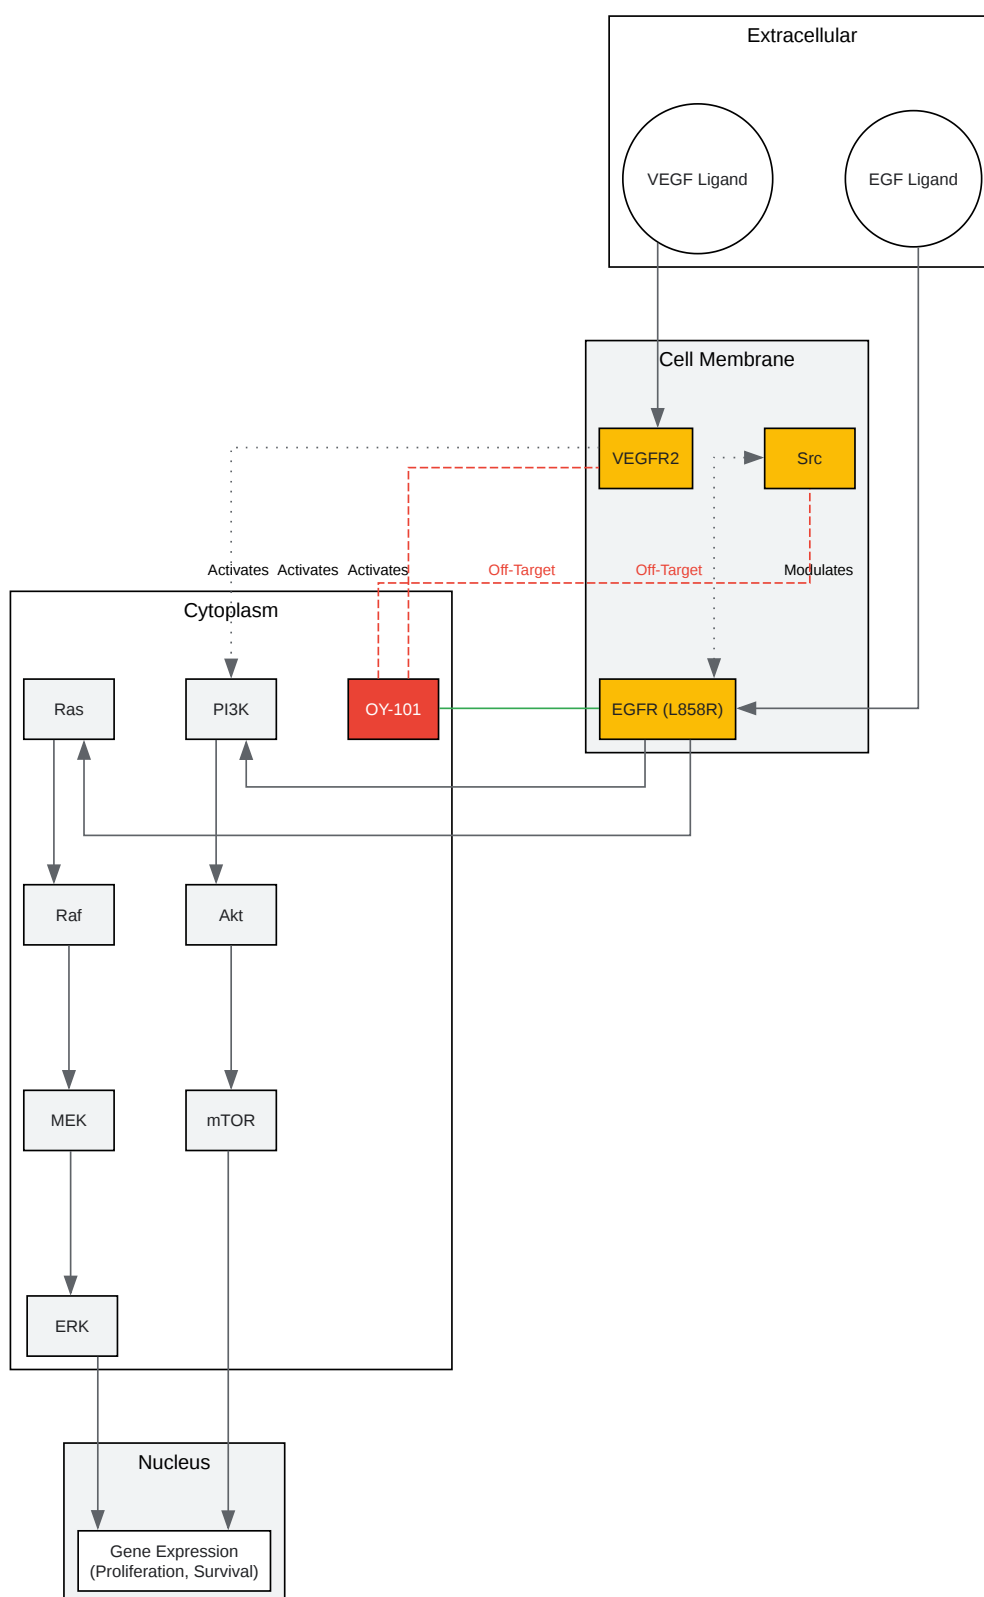 Extracellular
VEGF Ligand
EGF Ligand
Cell Membrane
VEGFR2
Src
Activates
Activates
Activates
Off-Target
Off-Target
Modulates
Cytoplasm
Ras
PI3K
OY-101
EGFR (L858R)
Raf
Akt
MEK
mTOR
ERK
Nucleus
Gene Expression
(Proliferation, Survival)